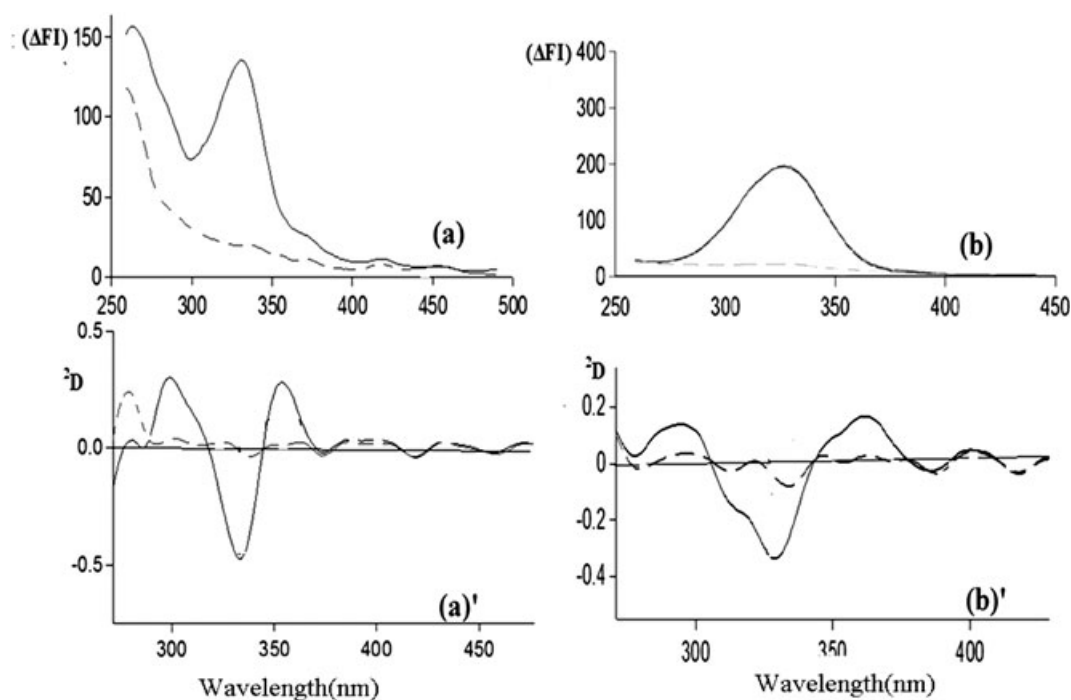 (ΔFI)
150
100
50
0
(a)
250 300 350 400 450 500
(ΔFI)
400
300
200
100
0
(b)
250 300 350 400 450
0.5
²D
0.0
-0.5
(a)'
300 350 400 450
Wavelength(nm)
²D
0.2
0
-0.2
-0.4
(b)'
300 350 400
Wavelength(nm)